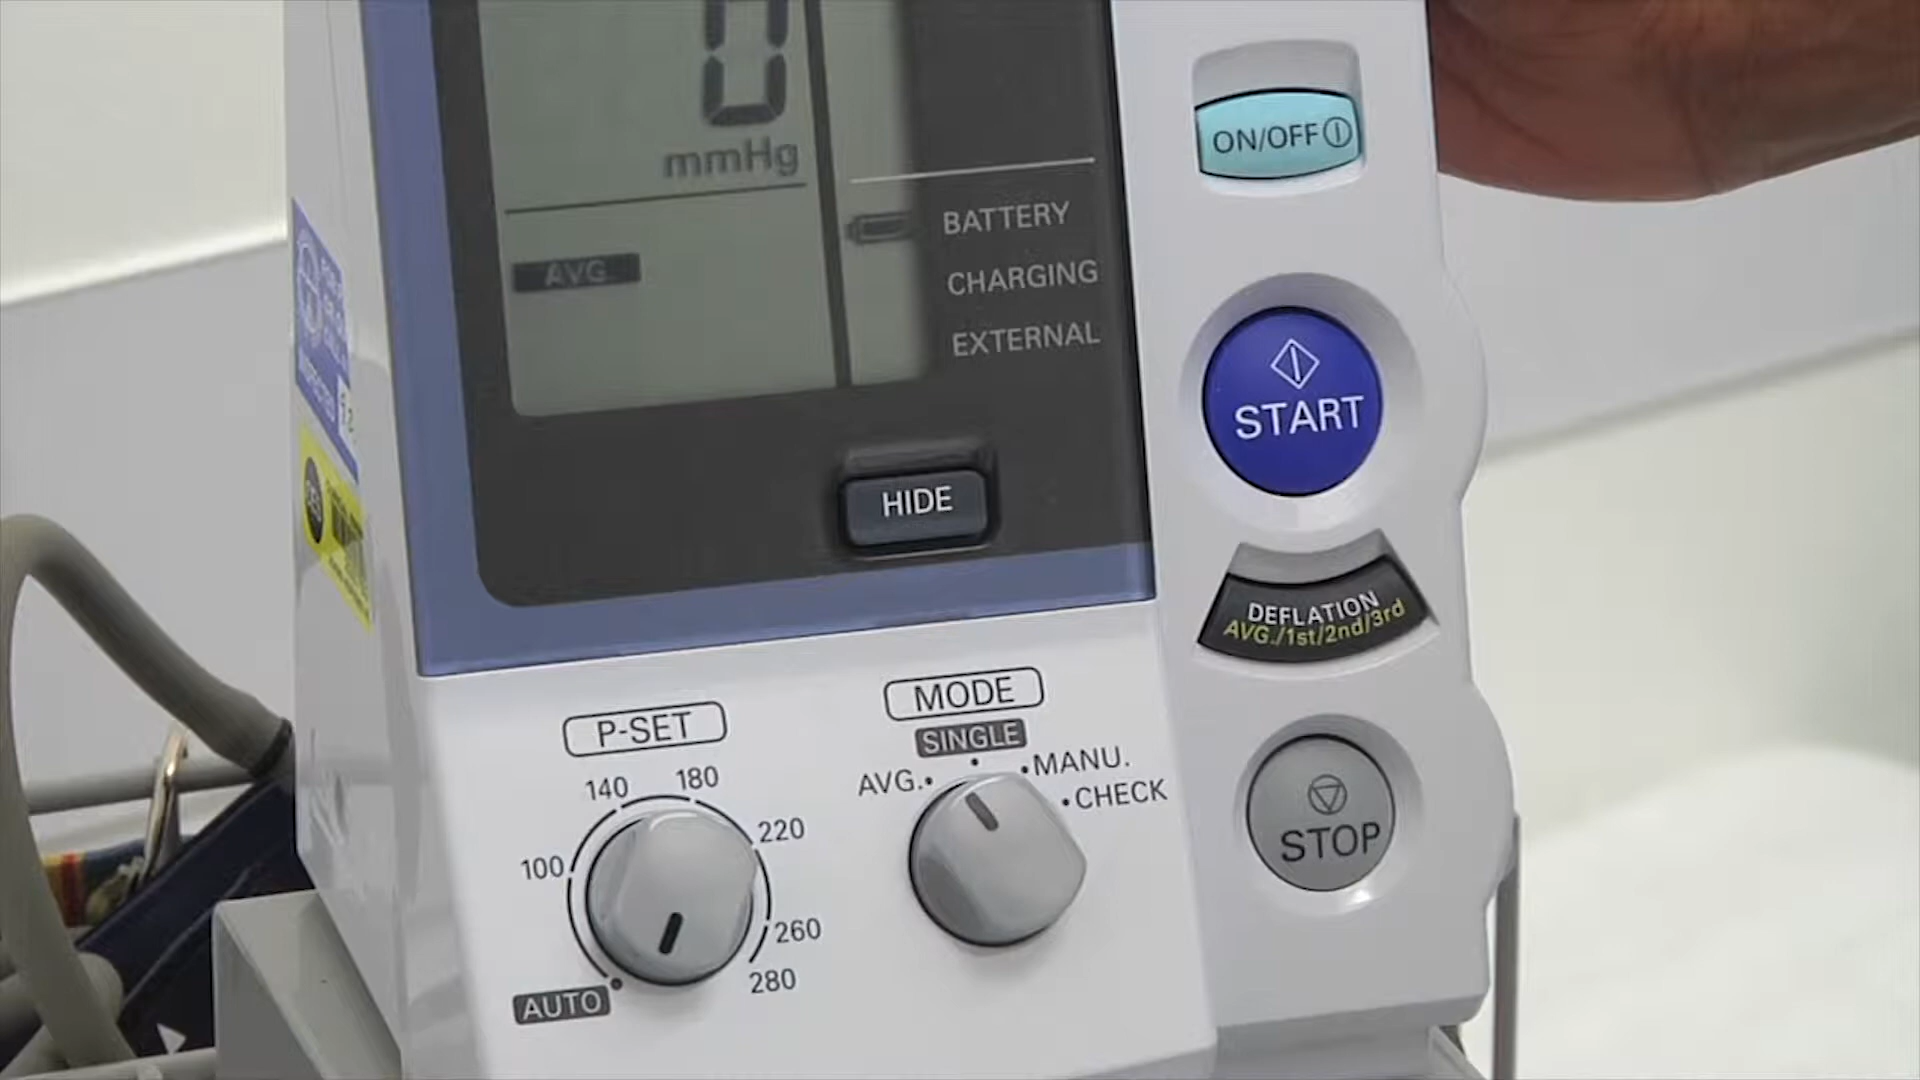 0
mmHg
AVG.
BATTERY
CHARGING
EXTERNAL
HIDE
ON/OFF
START
DEFLATION
AVG./1st/2nd/3rd
STOP
P-SET
140 180
100 220
260
280
AUTO
MODE
SINGLE
AVG. MANU.
CHECK